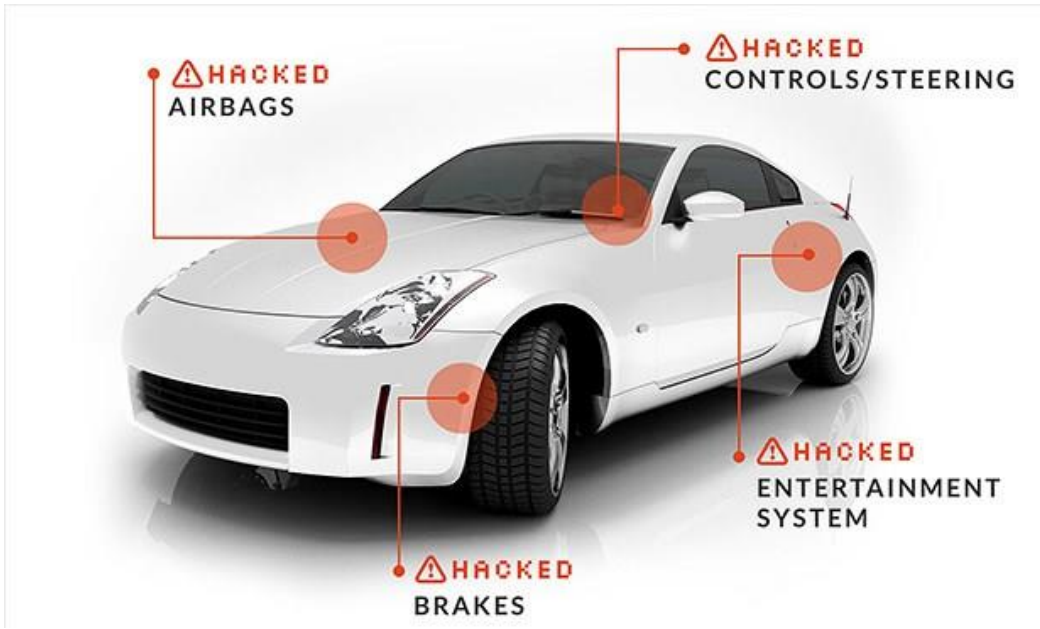 HACKED
CONTROLS/STEERING
HACKED
AIRBAGS
HACKED
ENTERTAINMENT
SYSTEM
HACKED
BRAKES